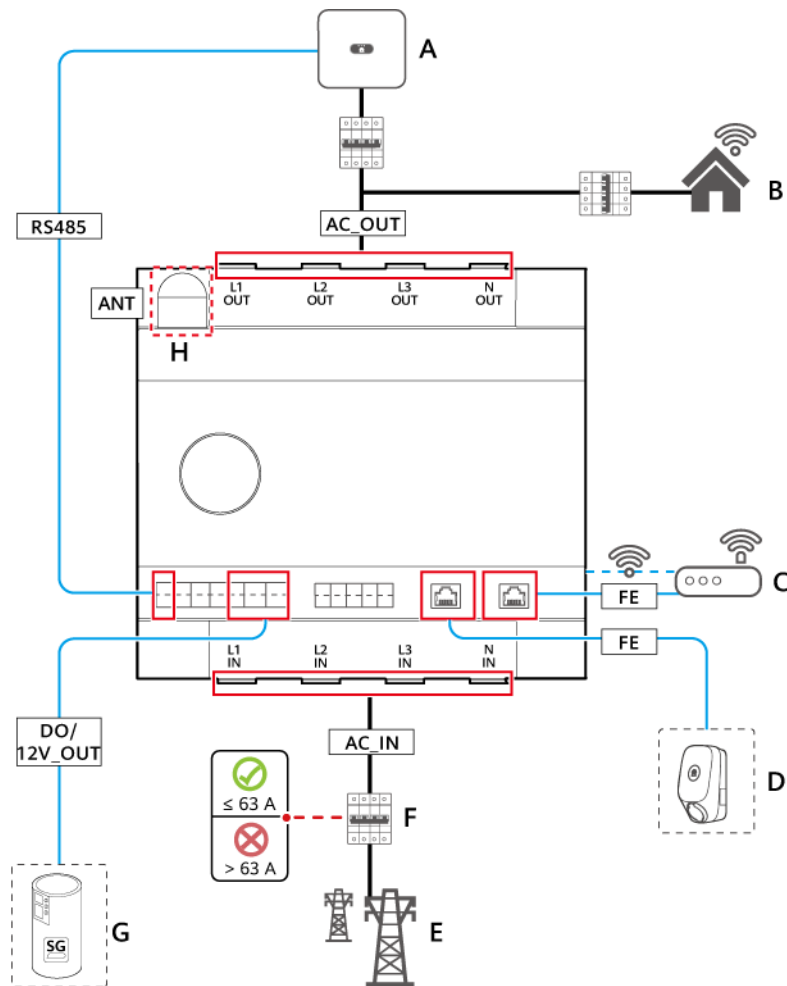 A
B
RS485
AC_OUT
ANT
L1
OUT
L2
OUT
L3
OUT
N
OUT
H
C
FE
FE
L1
IN
L2
IN
L3
IN
N
IN
DO/
12V_OUT
AC_IN
D
≤ 63 A
F
> 63 A
G
SG
E